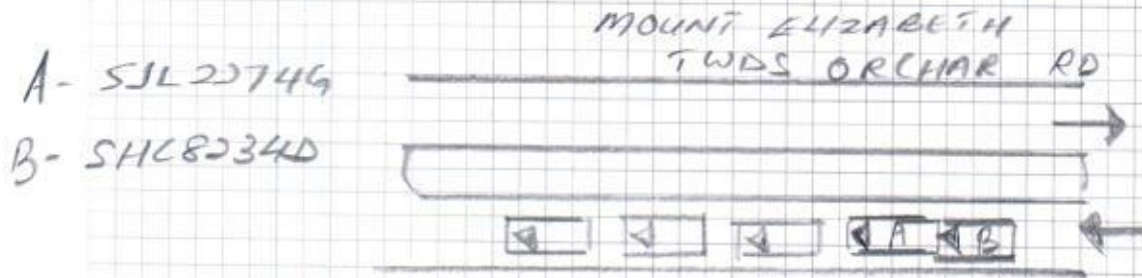 MOUNT ELIZABETH
TWDS ORCHAR RD
A - SJL2274G
B - SHC8234D
A B